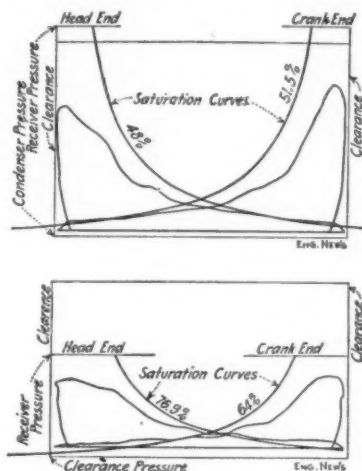 Head End
Crank End
Condenser Pressure
Receiver Pressure
Clearance
Saturation Curves
48%
51.5%
Clearance
ENG. NEWS
Clearence
Clearance
Head End
Crank End
Saturation Curves
76.9%
64%
Receiver
Pressure
Clearance Pressure
ENG. NEWS